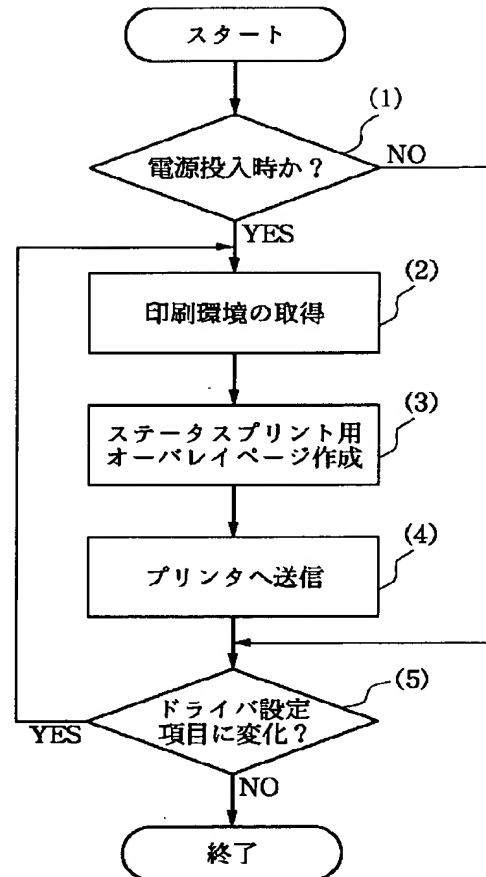 スタート
(1)
電源投入時か？
NO
YES
(2)
印刷環境の取得
(3)
ステータスプリント用
オーバレイページ作成
(4)
プリンタへ送信
(5)
ドライバ設定
項目に変化？
YES
NO
終了